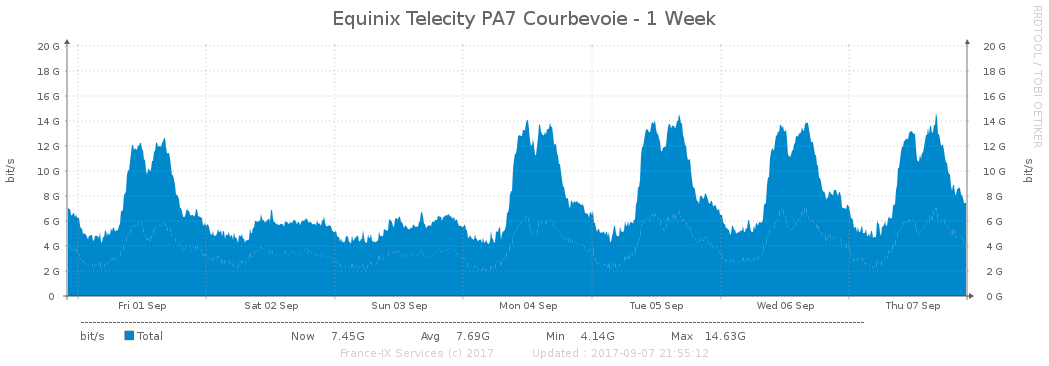 Equinix Telecity PA7 Courbevoie - 1 Week
RRDTOOL / TOBI OETIKER
bit/s
bit/s
20 G 20 G
18 G 18 G
16 G 16 G
14 G 14 G
12 G 12 G
10 G 10 G
8 G 8 G
6 G 6 G
4 G 4 G
2 G 2 G
0 0 G
Fri 01 Sep Sat 02 Sep Sun 03 Sep Mon 04 Sep Tue 05 Sep Wed 06 Sep Thu 07 Sep
bit/s Total Now 7.45G Avg 7.69G Min 4.14G Max 14.63G
France-IX Services (c) 2017 Updated : 2017-09-07 21:55:12